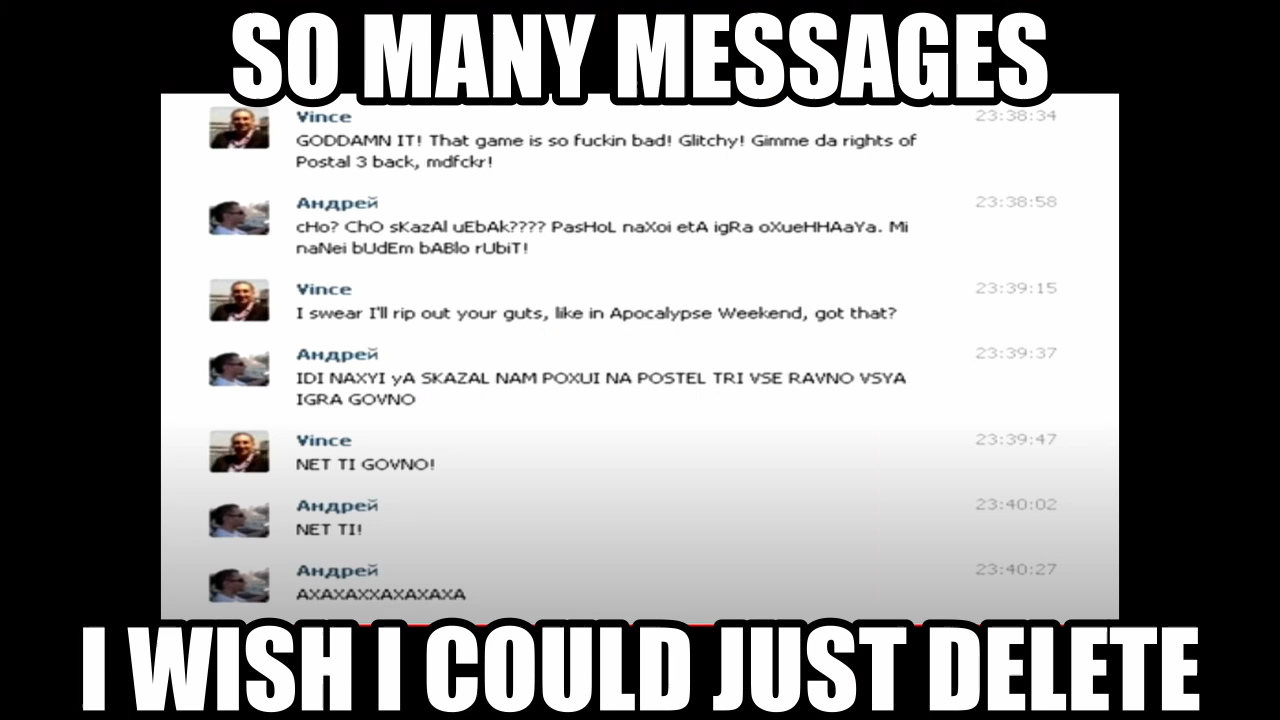 SO MANY MESSAGES
Vince 23:38:34
GODDAMN IT! That game is so fuckin bad! Glitchy! Gimme da rights of
Postal 3 back, mdfckr!
Андрей 23:38:58
cHo? ChO sKazAl uEbAk???? PasHoL naXoi etA igRa oXueHHAaYa. Mi
naNei bUdEm bABlo rUbiT!
Vince 23:39:15
I swear I'll rip out your guts, like in Apocalypse Weekend, got that?
Андрей 23:39:37
IDI NAXYI yA SKAZAL NAM POXUI NA POSTEL TRI VSE RAVNO VSYA
IGRA GOVNO
Vince 23:39:47
NET TI GOVNO!
Андрей 23:40:02
NET TI!
Андрей 23:40:27
AXAXAXXAXAXAXA
I WISH I COULD JUST DELETE